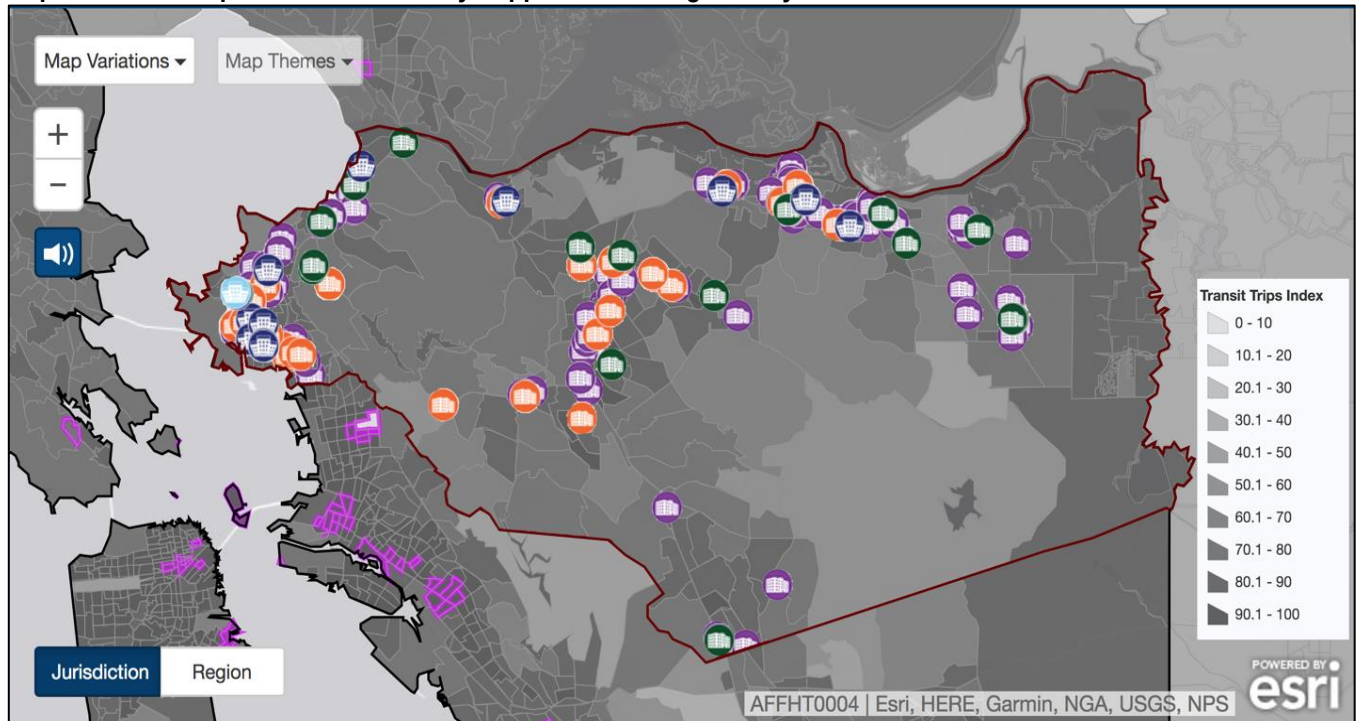 Map Variations ▾
Map Themes ▾
+
−
Transit Trips Index
0 - 10
10.1 - 20
20.1 - 30
30.1 - 40
40.1 - 50
50.1 - 60
60.1 - 70
70.1 - 80
80.1 - 90
90.1 - 100
Jurisdiction
Region
POWERED BY
esri
AFFHT0004 | Esri, HERE, Garmin, NGA, USGS, NPS